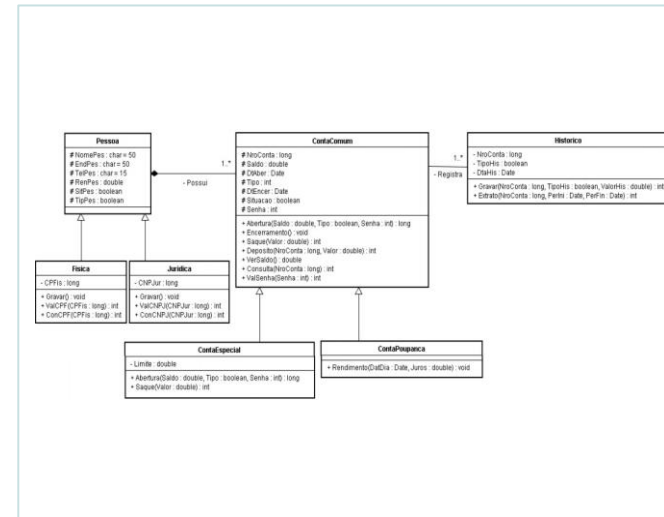 Pessoa
# NomePes : char = 50
# EndPes : char = 50
# TelPes : char = 15
# RenPes : double
# SitPes : boolean
# TipPes : boolean
1..*
- Possui
ContaComum
# NroConta : long
# Saldo : double
# DtAber : Date
# Tipo : int
# DtEncer : Date
# Situacao : boolean
# Senha : int
+ Abertura(Saldo : double, Tipo : boolean, Senha : int) : long
+ Encerramento() : void
+ Saque(Valor : double) : int
+ Deposito(NroConta : long, Valor : double) : int
+ VerSaldo() : double
+ Consulta(NroConta : long) : int
+ ValSenha(Senha : int) : int
1..*
- Registra
Historico
- NroConta : long
- TipoHis : boolean
- DtaHis : Date
+ Gravar(NroConta : long, TipoHis : boolean, ValorHis : double) : int
+ Extrato(NroConta : long, PerIni : Date, PerFin : Date) : int
Fisica
- CPFis : long
+ Gravar() : void
+ ValCPF(CPFis : long) : int
+ ConCPF(CPFis : long) : int
Juridica
- CNPJur : long
+ Gravar() : void
+ ValCNPJ(CNPJur : long) : int
+ ConCNPJ(CNPJur : long) : int
ContaEspecial
- Limite : double
+ Abertura(Saldo : double, Tipo : boolean, Senha : int) : long
+ Saque(Valor : double) : int
ContaPoupanca
+ Rendimento(DatDia : Date, Juros : double) : void